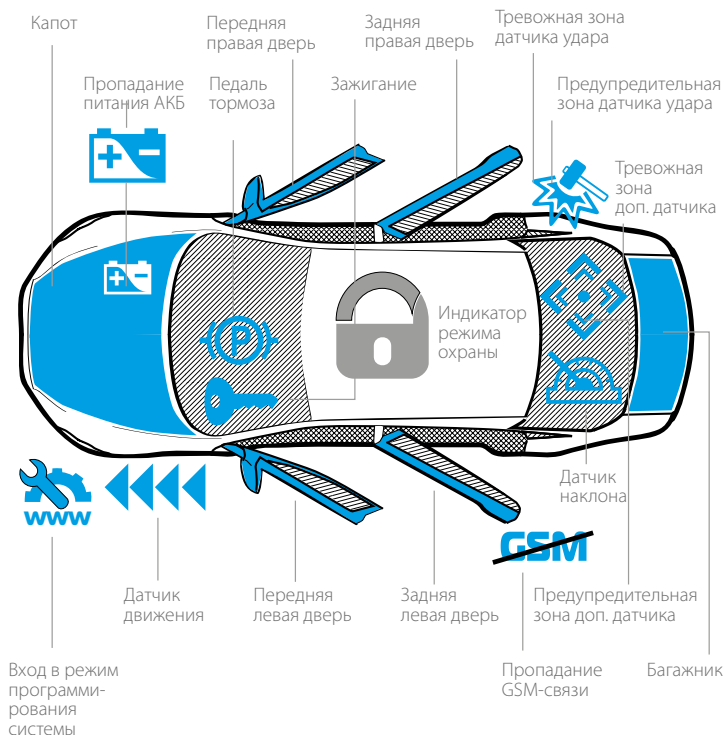 Капот
Передняя
правая дверь
Задняя
правая дверь
Тревожная зона
датчика удара
Пропадание
питания АКБ
Педаль
тормоза
Зажигание
Предупредительная
зона датчика удара
Тревожная
зона
доп. датчика
P
Индикатор
режима
охраны
www
Датчик
наклона
GSM
Датчик
движения
Передняя
левая дверь
Задняя
левая дверь
Предупредительная
зона доп. датчика
Вход в режим
программи-
рования
системы
Пропадание
GSM-связи
Багажник